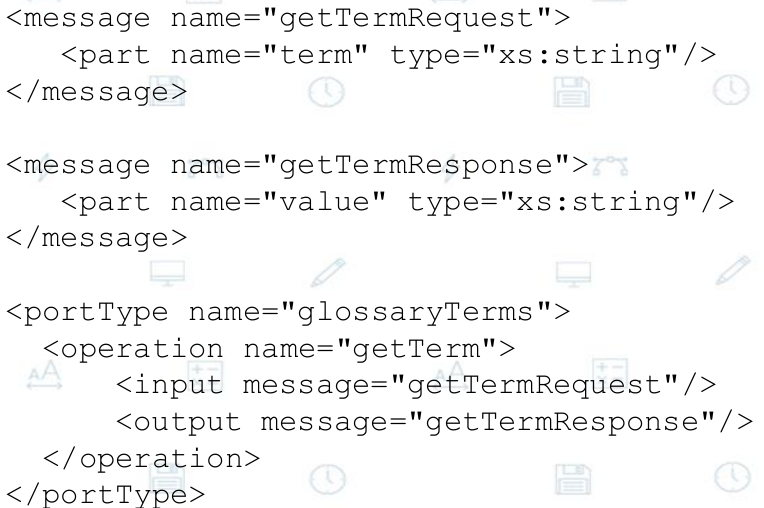 <message name="getTermRequest">
   <part name="term" type="xs:string"/>
</message>

<message name="getTermResponse">
   <part name="value" type="xs:string"/>
</message>

<portType name="glossaryTerms">
  <operation name="getTerm">
      <input message="getTermRequest"/>
      <output message="getTermResponse"/>
  </operation>
</portType>